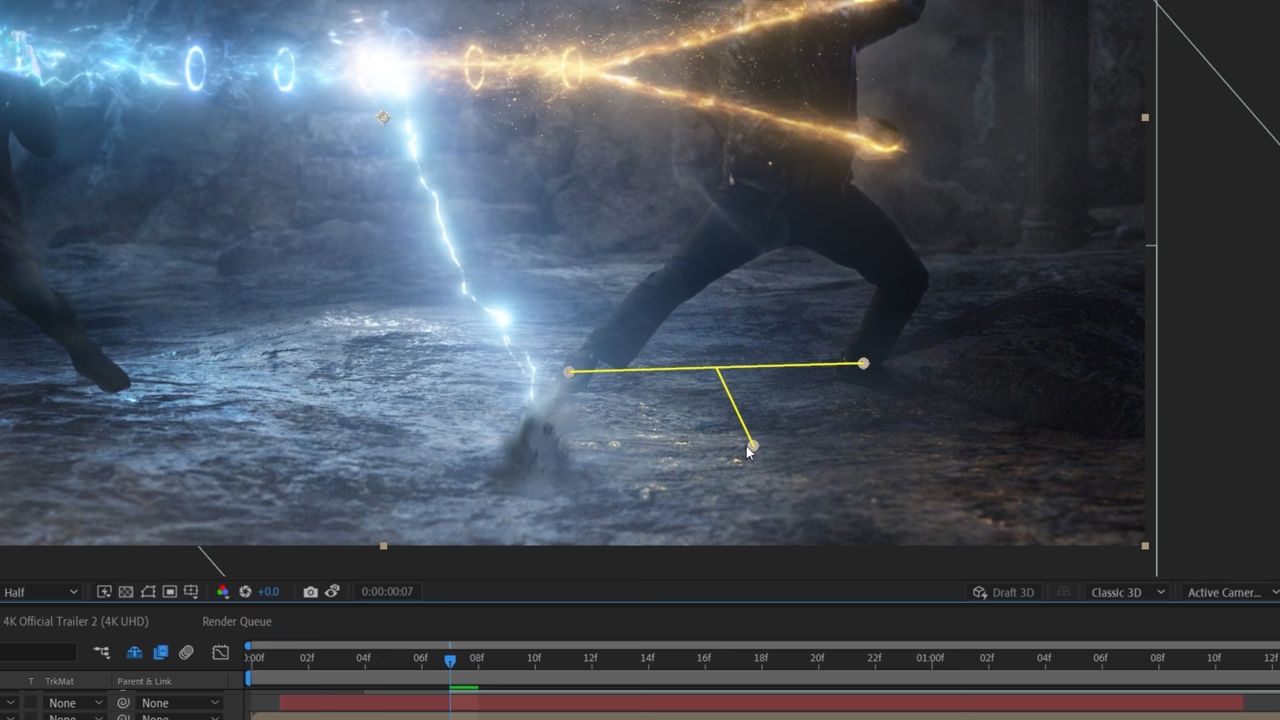 Half
+0.0
0:00:00:07
Draft 3D
Classic 3D
Active Camer...
4K Official Trailer 2 (4K UHD)
Render Queue
0:00f 02f 04f 06f 08f 10f 12f 14f 16f 18f 20f 22f 01:00f 02f 04f 06f 08f 10f 12f
T TrkMat Parent & Link
None None
None None